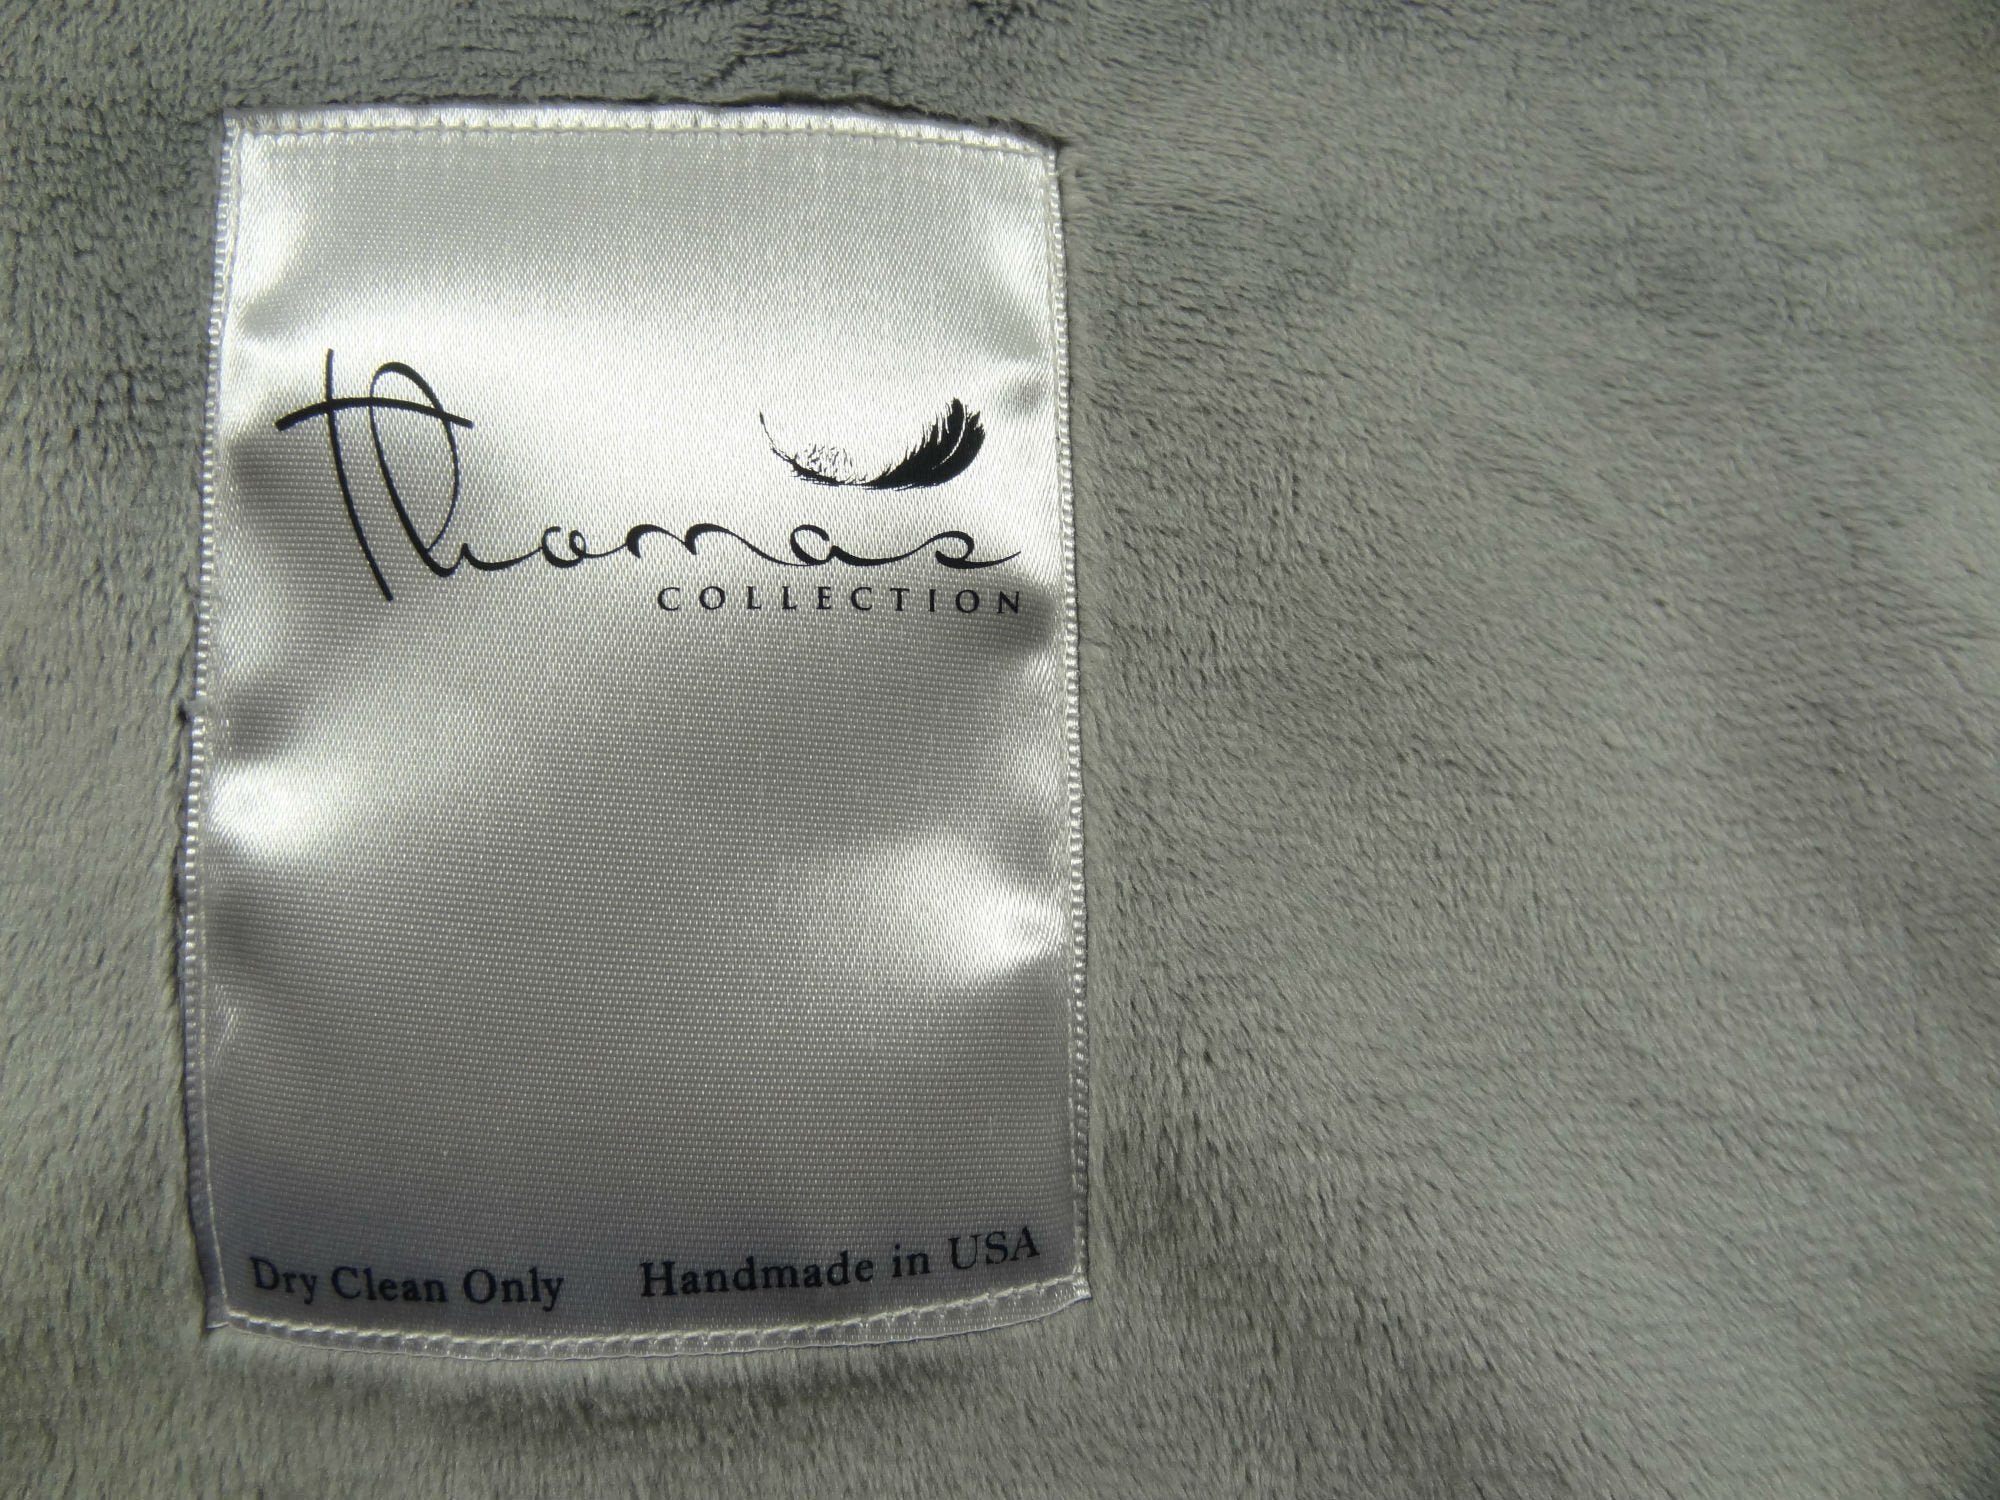 Thomas
COLLECTION
Dry Clean Only Handmade in USA